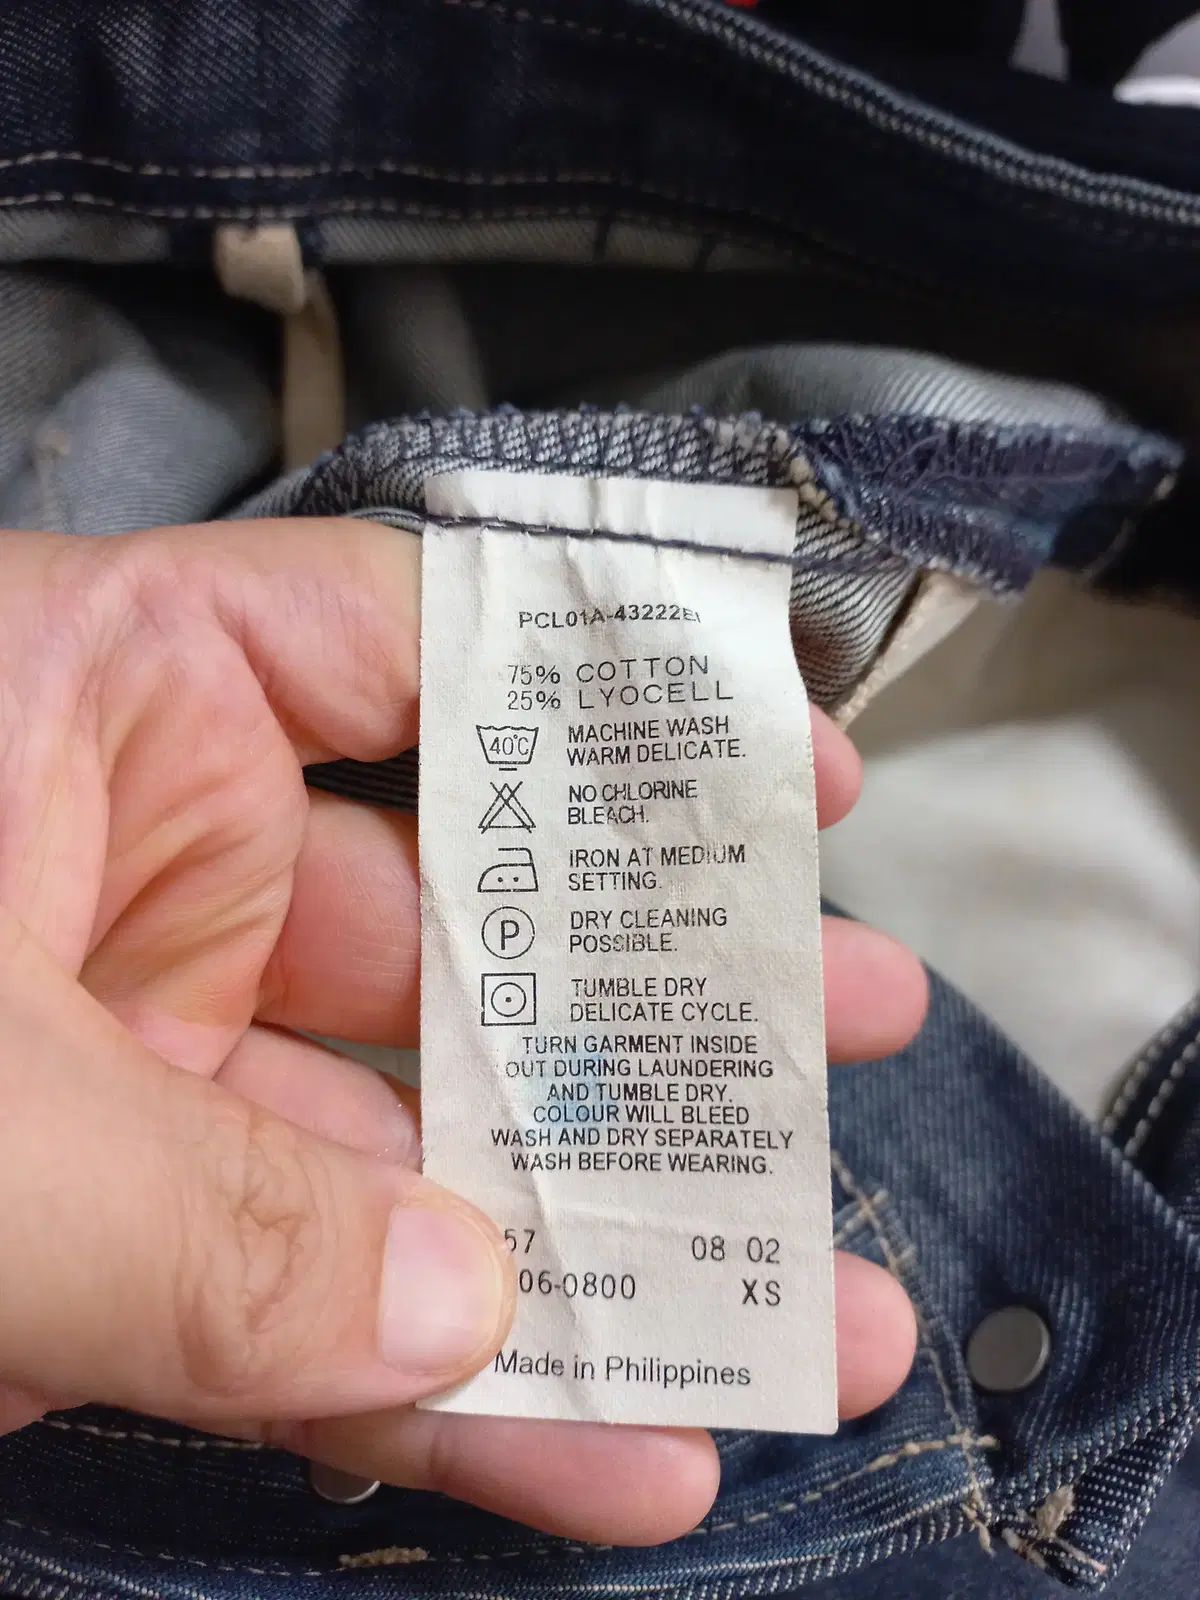 PCL01A-43222
75% COTTON
25% LYOCELL
40°C
MACHINE WASH
WARM DELICATE.
NO CHLORINE
BLEACH.
IRON AT MEDIUM
SETTING.
P
DRY CLEANING
POSSIBLE.
TUMBLE DRY
DELICATE CYCLE.
TURN GARMENT INSIDE
OUT DURING LAUNDERING
AND TUMBLE DRY.
COLOUR WILL BLEED
WASH AND DRY SEPARATELY
WASH BEFORE WEARING.
57 08 02
06-0800 XS
Made in Philippines